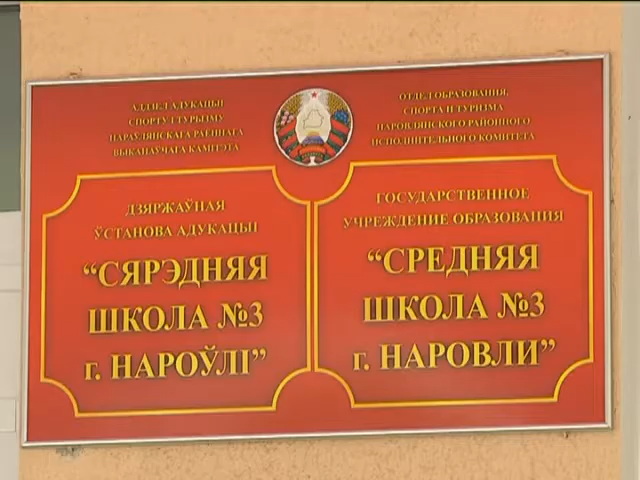 АДДЗЕЛ АДУКАЦЫІ
СПОРТУ І ТУРЫЗМУ
НАРАЎЛЯНСКАГА РАЁННАГА
ВЫКАНАЎЧАГА КАМІТЭТА
ДЗЯРЖАЎНАЯ
ЎСТАНОВА АДУКАЦЫІ
“СЯРЭДНЯЯ
ШКОЛА №3
г. НАРОЎЛІ”
ОТДЕЛ ОБРАЗОВАНИЯ,
СПОРТА И ТУРИЗМА
НАРОВЛЯНСКОГО РАЙОННОГО
ИСПОЛНИТЕЛЬНОГО КОМИТЕТА
ГОСУДАРСТВЕННОЕ
УЧРЕЖДЕНИЕ ОБРАЗОВАНИЯ
“СРЕДНЯЯ
ШКОЛА №3
г. НАРОВЛИ”